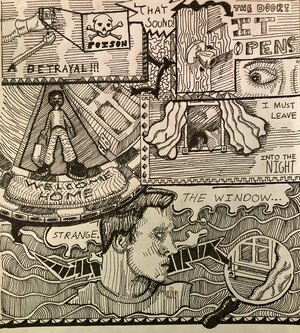 POISON
A BETRAYAL!!!
THAT
SOUND!
THE DOOR!
IT
OPENS
WELCOME
HOME
I MUST
LEAVE
INTO THE
NIGHT
STRANGE,
THE WINDOW...